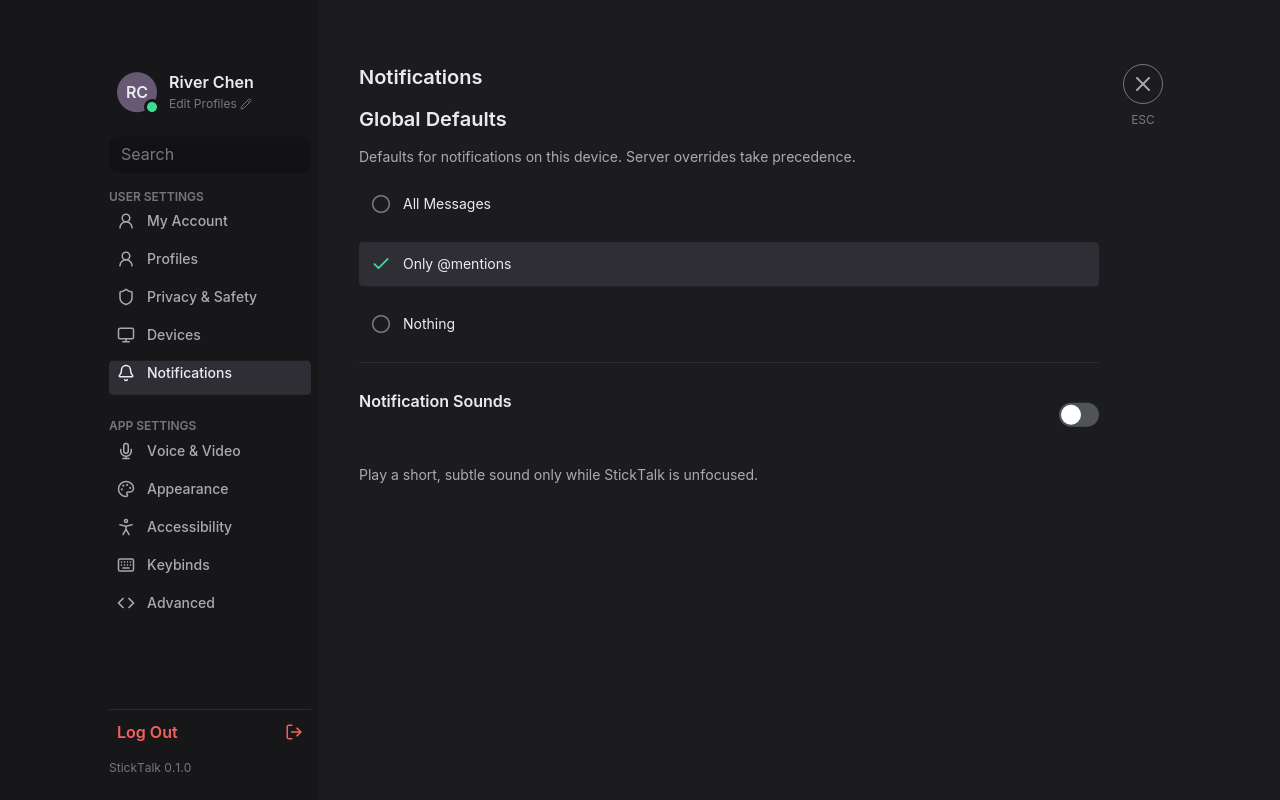 RC
River Chen
Edit Profiles
Search
USER SETTINGS
My Account
Profiles
Privacy & Safety
Devices
Notifications
APP SETTINGS
Voice & Video
Appearance
Accessibility
Keybinds
Advanced
Log Out
StickTalk 0.1.0
Notifications
Global Defaults
Defaults for notifications on this device. Server overrides take precedence.
All Messages
Only @mentions
Nothing
Notification Sounds
Play a short, subtle sound only while StickTalk is unfocused.
ESC